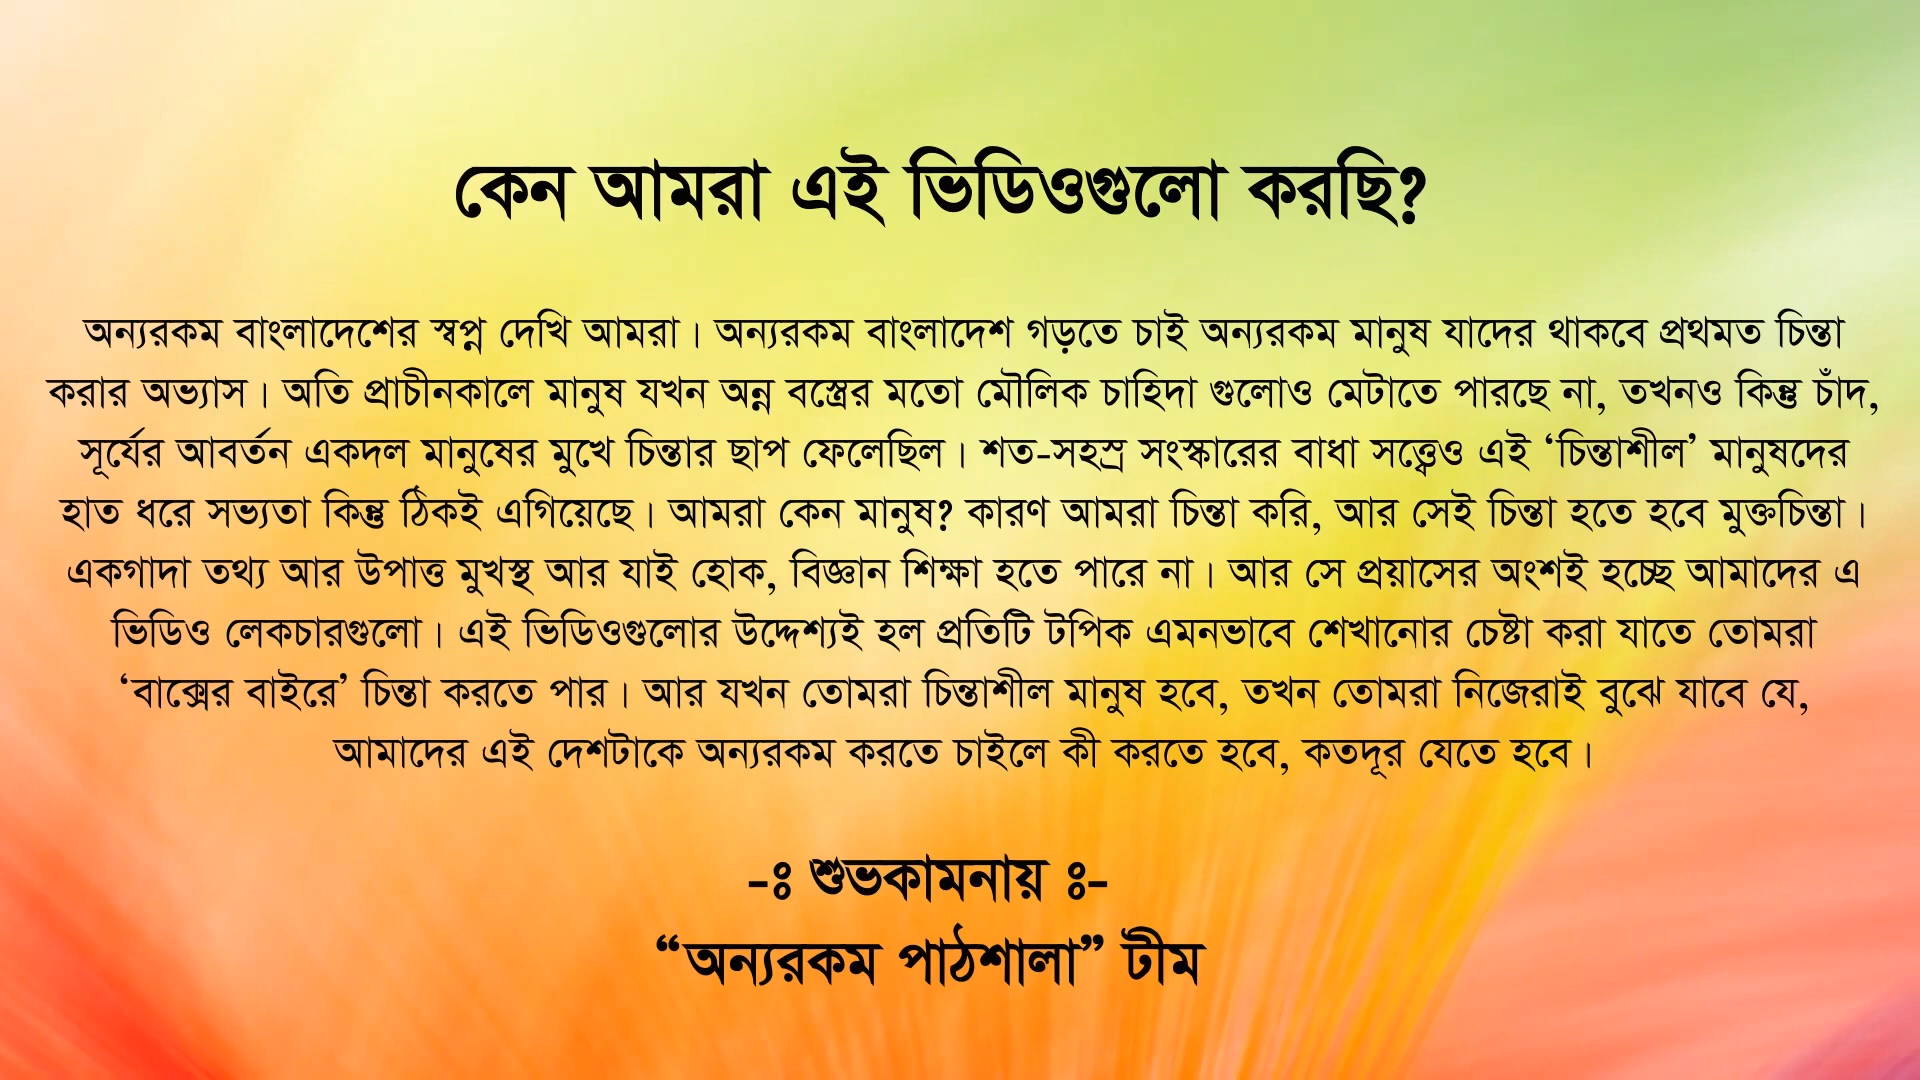 কেন আমরা এই ভিডিওগুলো করছি?
অন্যরকম বাংলাদেশের স্বপ্ন দেখি আমরা। অন্যরকম বাংলাদেশ গড়তে চাই অন্যরকম মানুষ যাদের থাকবে প্রথমত চিন্তা
করার অভ্যাস। অতি প্রাচীনকালে মানুষ যখন অন্ন বস্ত্রের মতো মৌলিক চাহিদা গুলোও মেটাতে পারছে না, তখনও কিন্তু চাঁদ,
সূর্যের আবর্তন একদল মানুষের মুখে চিন্তার ছাপ ফেলেছিল। শত-সহস্র সংস্কারের বাধা সত্ত্বেও এই ‘চিন্তাশীল’ মানুষদের
হাত ধরে সভ্যতা কিন্তু ঠিকই এগিয়েছে। আমরা কেন মানুষ? কারণ আমরা চিন্তা করি, আর সেই চিন্তা হতে হবে মুক্তচিন্তা।
একগাদা তথ্য আর উপাত্ত মুখস্থ আর যাই হোক, বিজ্ঞান শিক্ষা হতে পারে না। আর সে প্রয়াসের অংশই হচ্ছে আমাদের এ
ভিডিও লেকচারগুলো। এই ভিডিওগুলোর উদ্দেশ্যই হল প্রতিটি টপিক এমনভাবে শেখানোর চেষ্টা করা যাতে তোমরা
‘বাক্সের বাইরে’ চিন্তা করতে পার। আর যখন তোমরা চিন্তাশীল মানুষ হবে, তখন তোমরা নিজেরাই বুঝে যাবে যে,
আমাদের এই দেশটাকে অন্যরকম করতে চাইলে কী করতে হবে, কতদূর যেতে হবে।
-ঃ শুভকামনায় ঃ-
“অন্যরকম পাঠশালা” টীম